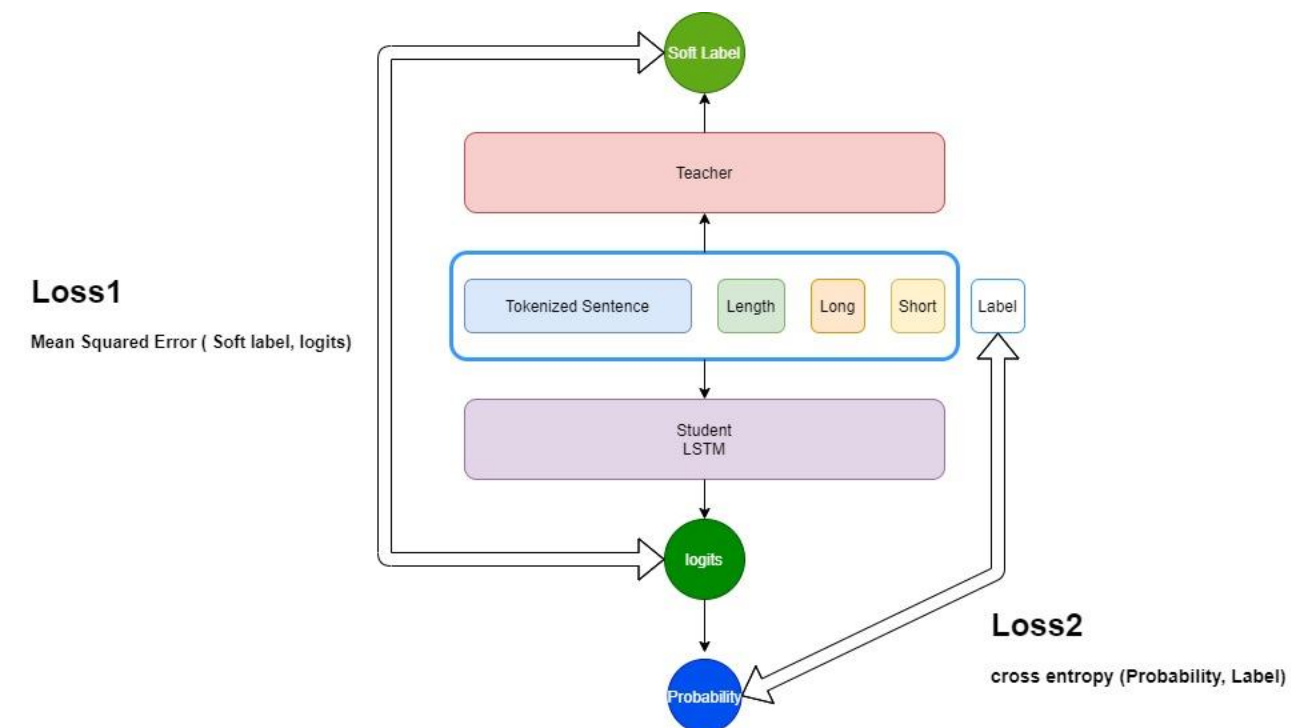 Soft Label
Teacher
Tokenized Sentence
Length
Long
Short
Label
Loss1
Mean Squared Error ( Soft label, logits)
Student
LSTM
logits
Loss2
cross entropy (Probability, Label)
Probability